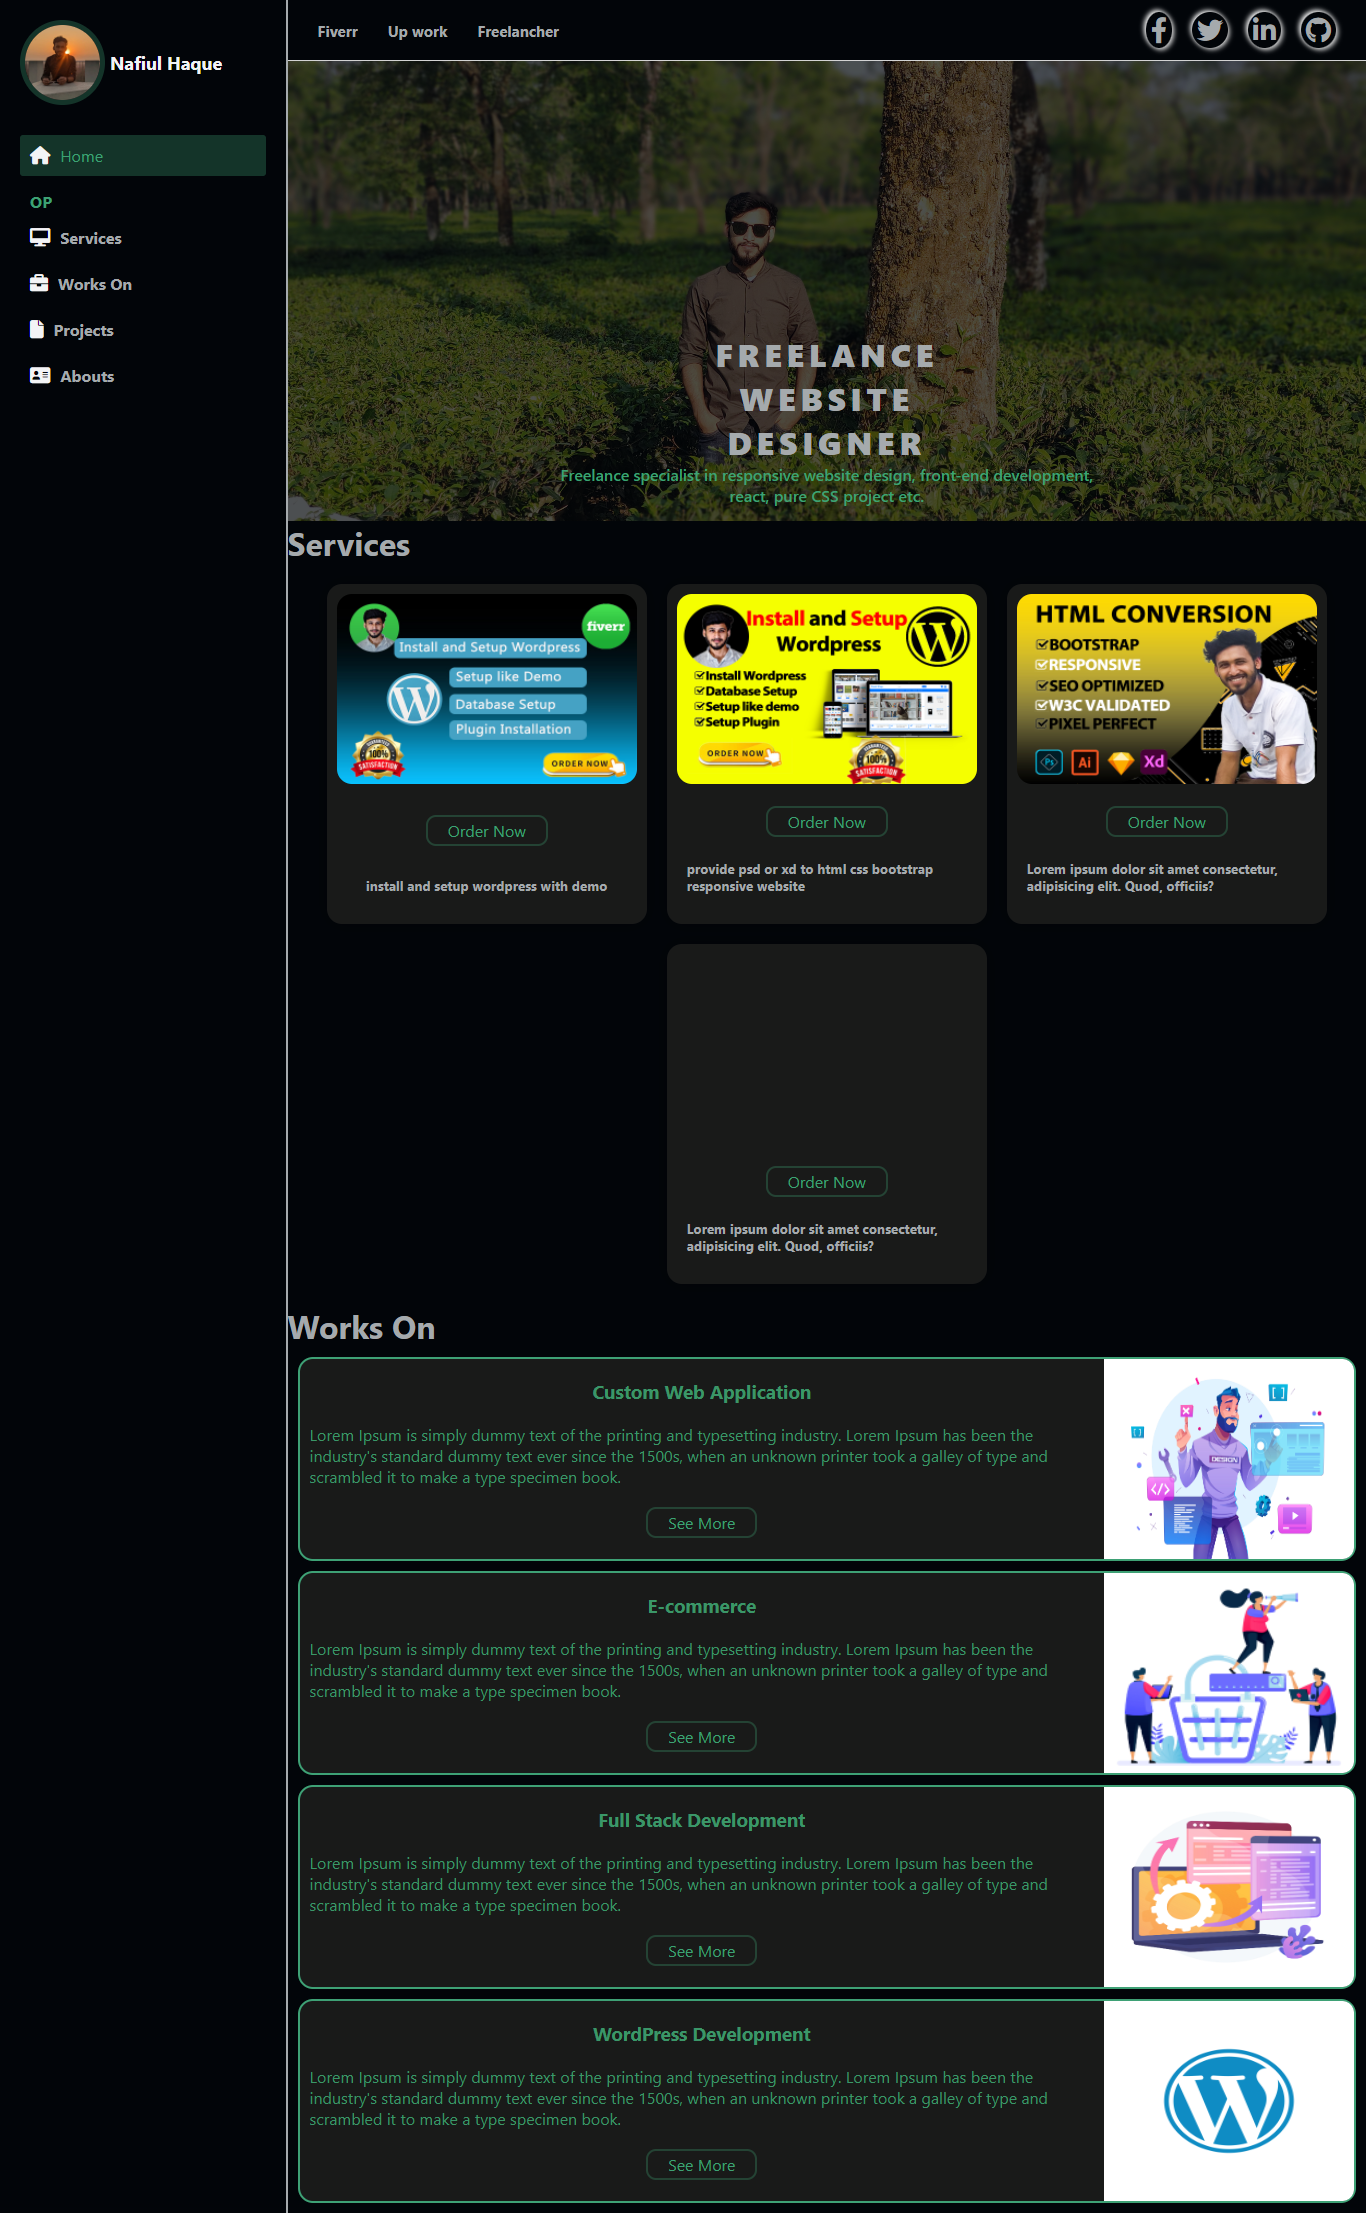 Nafiul Haque
Home
OP
Services
Works On
Projects
Abouts
Fiverr
Up work
Freelancher
FREELANCE
WEBSITE
DESIGNER
Freelance specialist in responsive website design, front-end development,
react, pure CSS project etc.
Services
fiverr
Install and Setup Wordpress
Setup like Demo
Database Setup
Plugin Installation
100%
SATISFACTION
ORDER NOW
Order Now
install and setup wordpress with demo
Install and Setup
Wordpress
Install Wordpress
Database Setup
Setup like demo
Setup Plugin
ORDER NOW
100%
SATISFACTION
Order Now
provide psd or xd to html css bootstrap
responsive website
HTML CONVERSION
BOOTSTRAP
RESPONSIVE
SEO OPTIMIZED
W3C VALIDATED
PIXEL PERFECT
Ps
Ai
Xd
Order Now
Lorem ipsum dolor sit amet consectetur,
adipisicing elit. Quod, officiis?
Order Now
Lorem ipsum dolor sit amet consectetur,
adipisicing elit. Quod, officiis?
Works On
Custom Web Application
Lorem Ipsum is simply dummy text of the printing and typesetting industry. Lorem Ipsum has been the
industry's standard dummy text ever since the 1500s, when an unknown printer took a galley of type and
scrambled it to make a type specimen book.
See More
DESIGN
E-commerce
Lorem Ipsum is simply dummy text of the printing and typesetting industry. Lorem Ipsum has been the
industry's standard dummy text ever since the 1500s, when an unknown printer took a galley of type and
scrambled it to make a type specimen book.
See More
Full Stack Development
Lorem Ipsum is simply dummy text of the printing and typesetting industry. Lorem Ipsum has been the
industry's standard dummy text ever since the 1500s, when an unknown printer took a galley of type and
scrambled it to make a type specimen book.
See More
WordPress Development
Lorem Ipsum is simply dummy text of the printing and typesetting industry. Lorem Ipsum has been the
industry's standard dummy text ever since the 1500s, when an unknown printer took a galley of type and
scrambled it to make a type specimen book.
See More